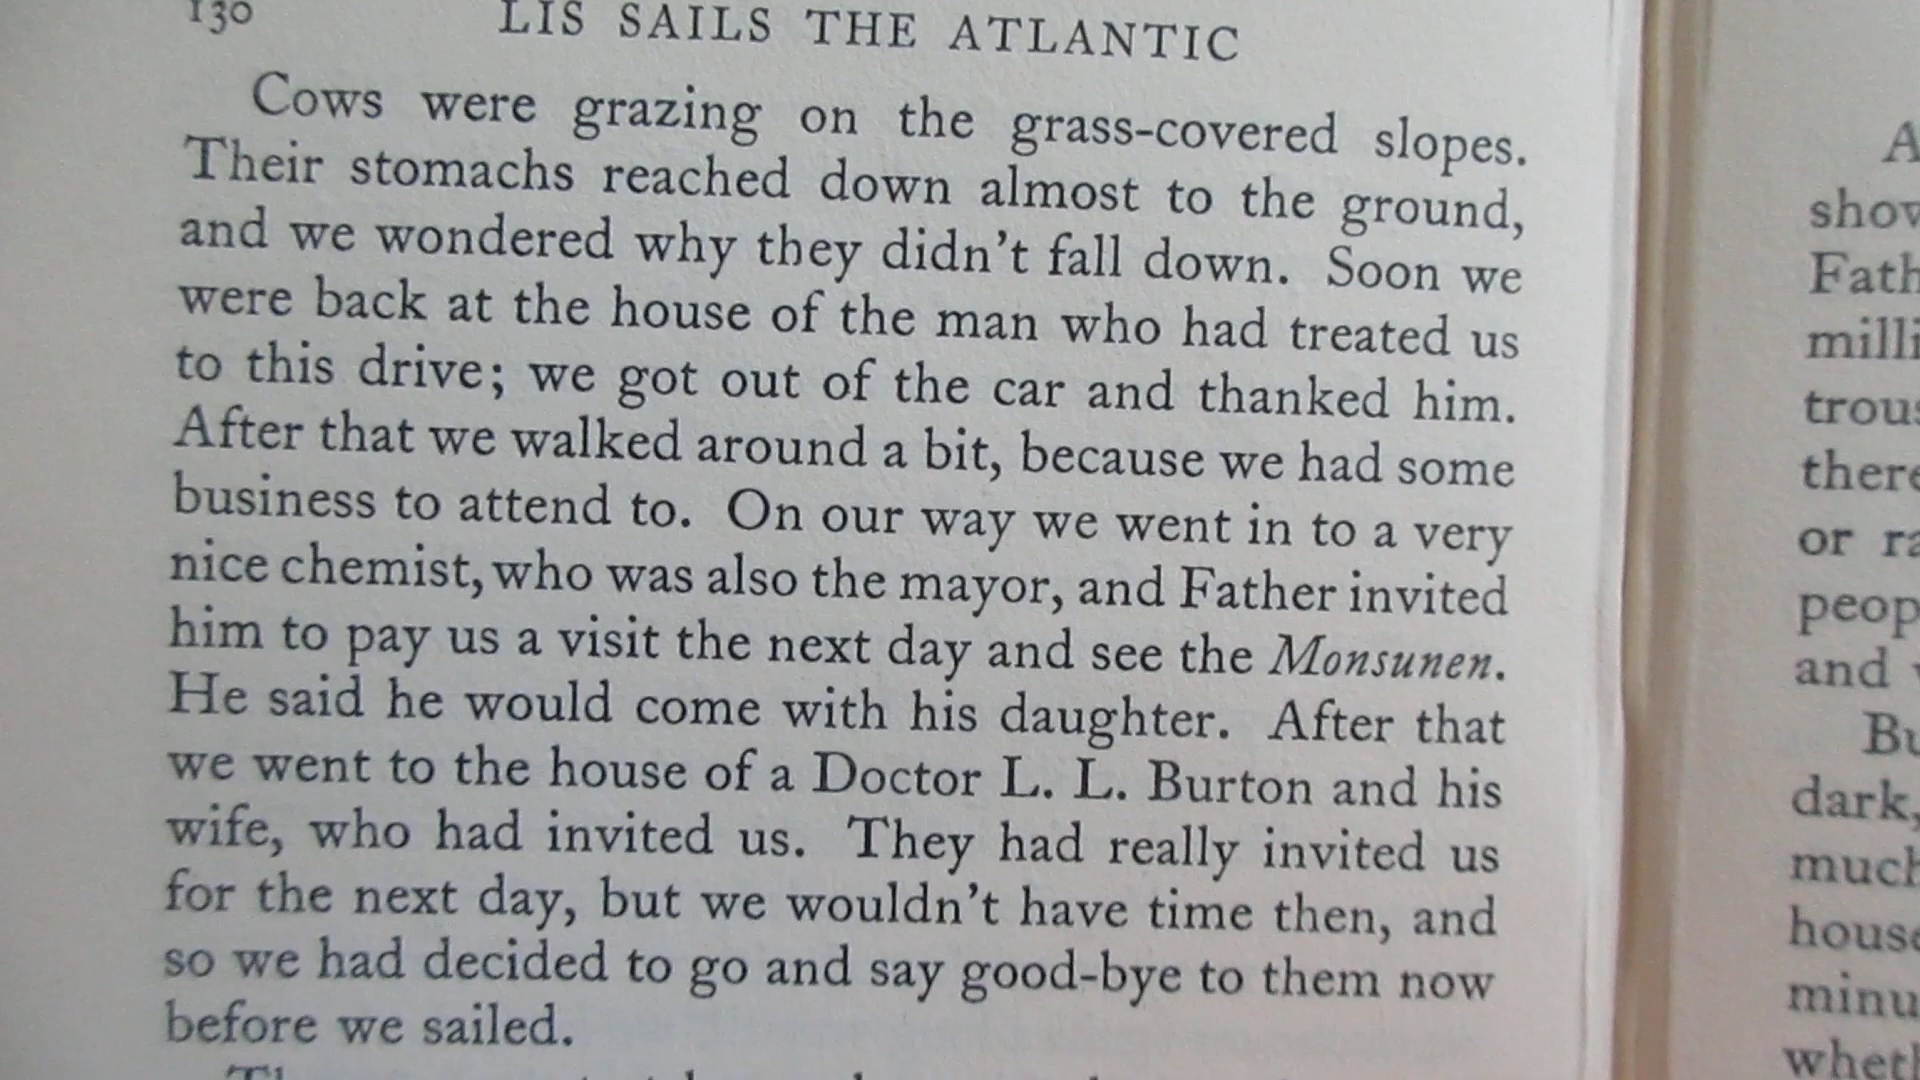 130 LIS SAILS THE ATLANTIC
Cows were grazing on the grass-covered slopes.
Their stomachs reached down almost to the ground,
and we wondered why they didn't fall down. Soon we
were back at the house of the man who had treated us
to this drive; we got out of the car and thanked him.
After that we walked around a bit, because we had some
business to attend to. On our way we went in to a very
nice chemist, who was also the mayor, and Father invited
him to pay us a visit the next day and see the Monsunen.
He said he would come with his daughter. After that
we went to the house of a Doctor L. L. Burton and his
wife, who had invited us. They had really invited us
for the next day, but we wouldn't have time then, and
so we had decided to go and say good-bye to them now
before we sailed.
A
Fath
milli
there
or
and
dark,